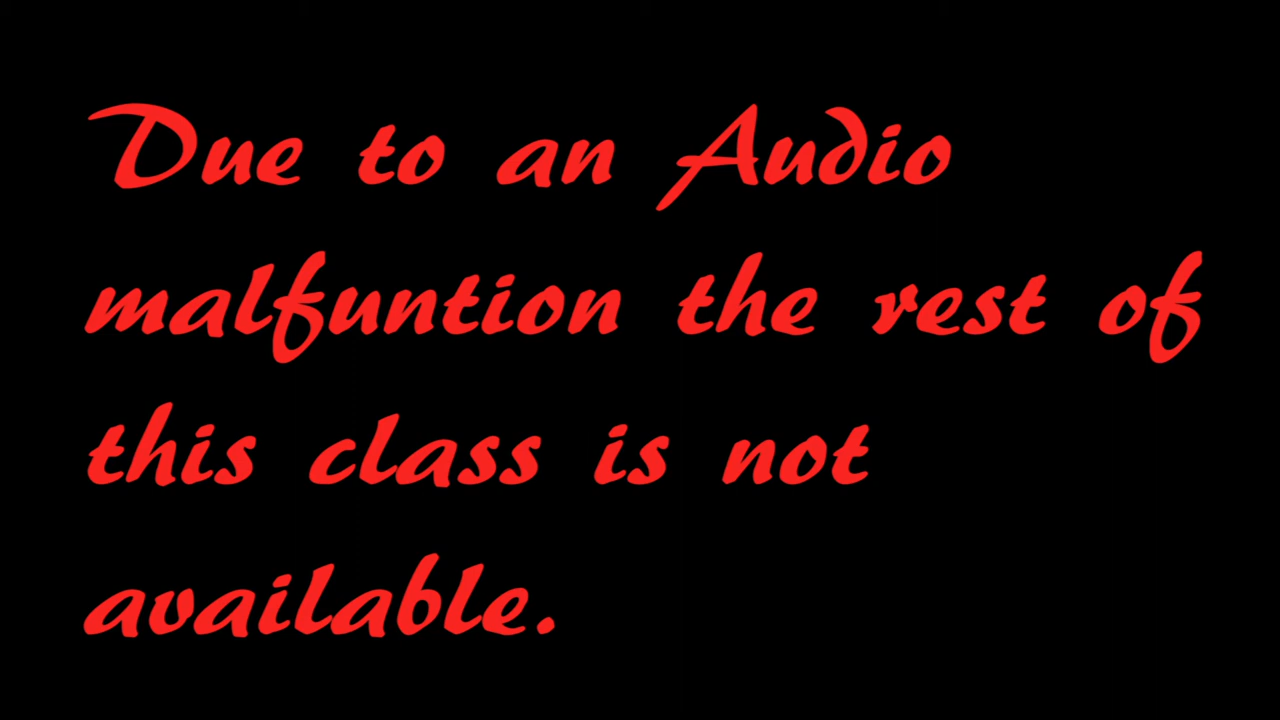 Due to an Audio
malfuntion the rest of
this class is not
available.